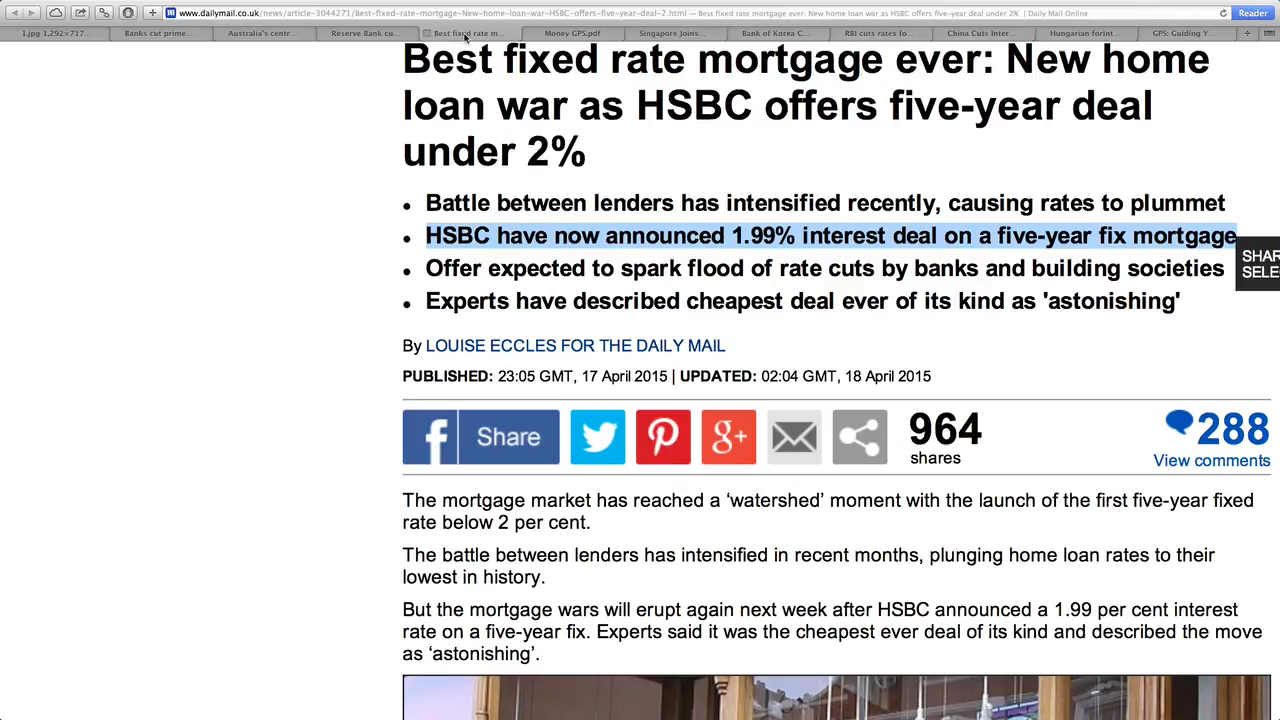 www.dailymail.co.uk/news/article-3044271/Best-fixed-rate-mortgage-New-home-loan-war-HSBC-offers-five-year-deal-2.html — Best fixed rate mortgage ever: New home loan war as HSBC offers five-year deal under 2% | Daily Mail Online
Reader
1.jpg 1,292×717... Banks cut prime... Australia's centr... Reserve Bank cu... Best fixed rate m... Money GPS.pdf Singapore Joins... Bank of Korea C... RBI cuts rates fo... China Cuts Inter... Hungarian forint... GPS: Guiding Y...
Best fixed rate mortgage ever: New home
loan war as HSBC offers five-year deal
under 2%
• Battle between lenders has intensified recently, causing rates to plummet
• HSBC have now announced 1.99% interest deal on a five-year fix mortgage
• Offer expected to spark flood of rate cuts by banks and building societies
• Experts have described cheapest deal ever of its kind as 'astonishing'
SHAR
SELE
By LOUISE ECCLES FOR THE DAILY MAIL
PUBLISHED: 23:05 GMT, 17 April 2015 | UPDATED: 02:04 GMT, 18 April 2015
f Share
g+
964
shares
288
View comments
The mortgage market has reached a ‘watershed’ moment with the launch of the first five-year fixed
rate below 2 per cent.
The battle between lenders has intensified in recent months, plunging home loan rates to their
lowest in history.
But the mortgage wars will erupt again next week after HSBC announced a 1.99 per cent interest
rate on a five-year fix. Experts said it was the cheapest ever deal of its kind and described the move
as ‘astonishing’.